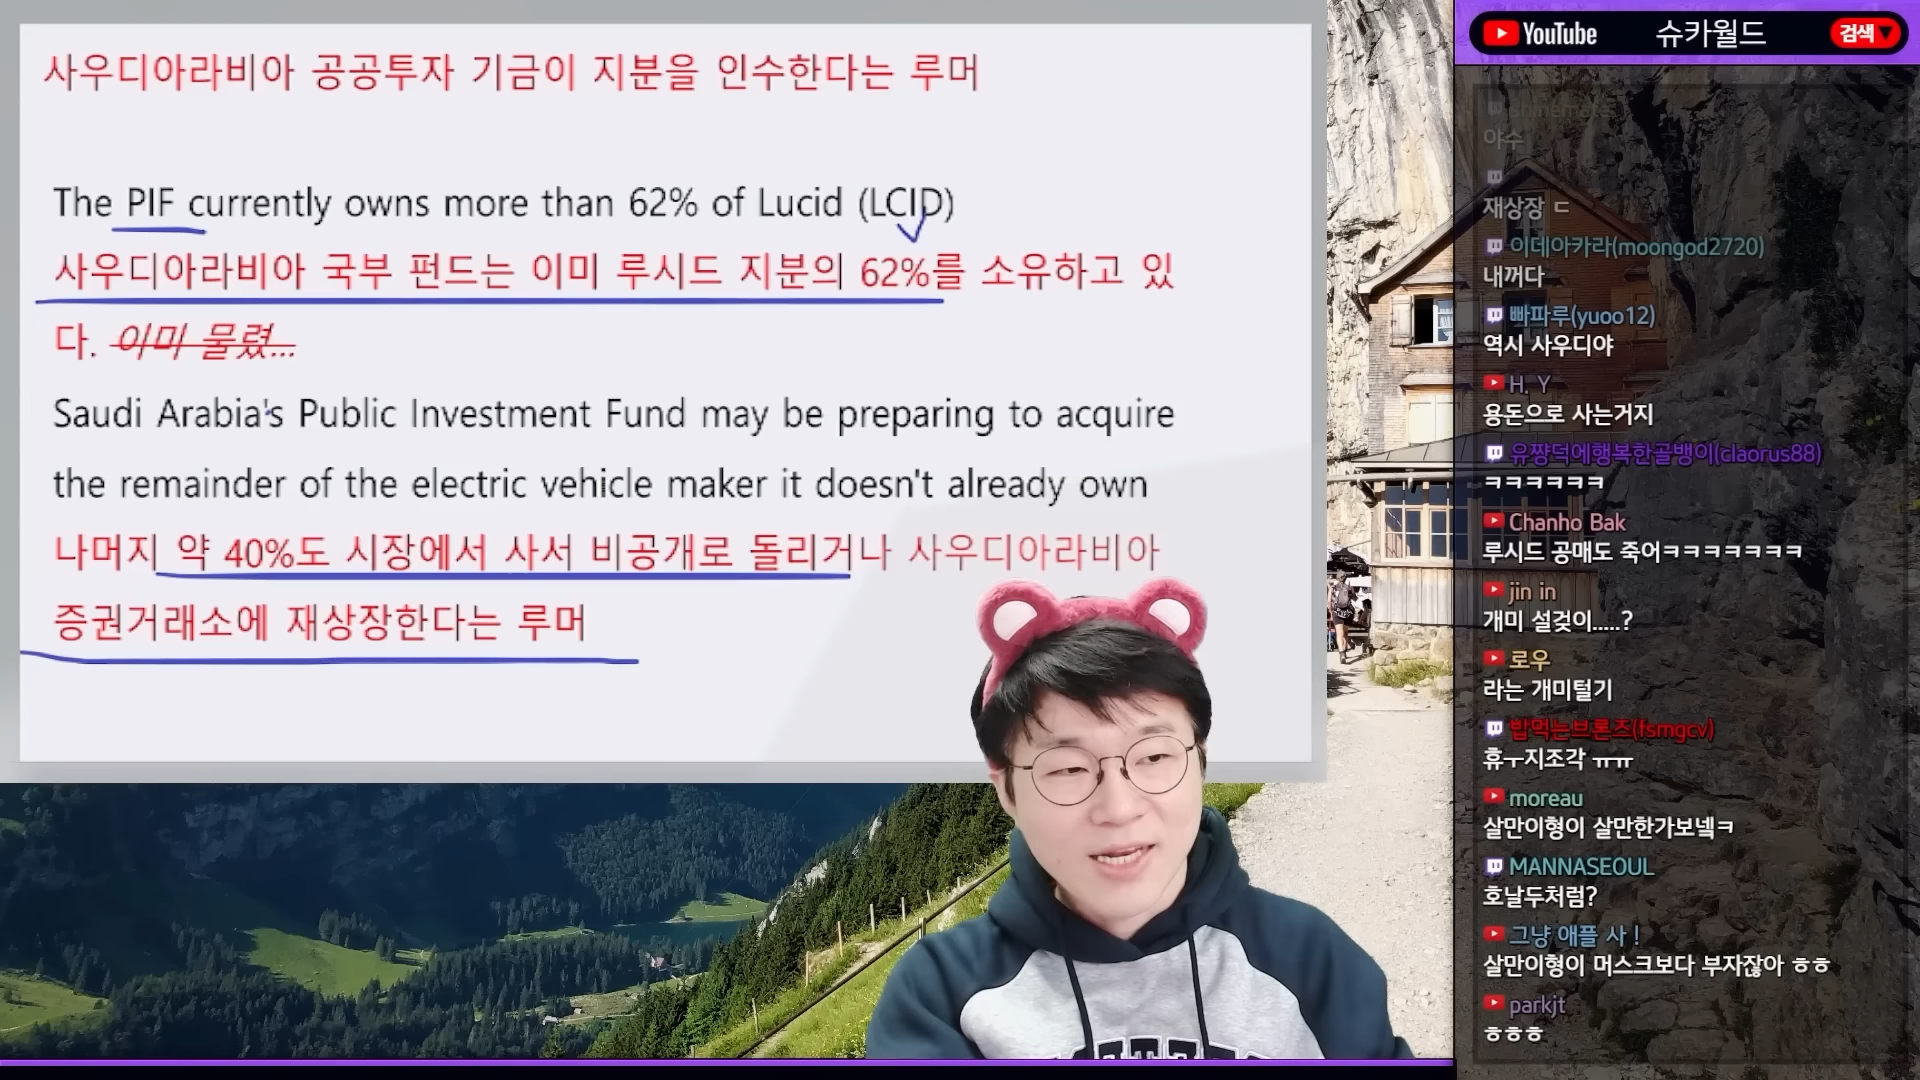 사우디아라비아 공공투자 기금이 지분을 인수한다는 루머
The PIF currently owns more than 62% of Lucid (LCID)
사우디아라비아 국부 펀드는 이미 루시드 지분의 62%를 소유하고 있
다. 이미 물렸...
Saudi Arabia's Public Investment Fund may be preparing to acquire
the remainder of the electric vehicle maker it doesn't already own
나머지 약 40%도 시장에서 사서 비공개로 돌리거나 사우디아라비아
증권거래소에 재상장한다는 루머
YouTube 슈카월드 검색
야수
재상장 ㄷ
이데아카라(moongod2720)
내꺼다
빠파루(yuoo12)
역시 사우디야
H. Y
용돈으로 사는거지
유쨩덕에행복한골뱅이(claorus88)
ㅋㅋㅋㅋㅋㅋ
Chanho Bak
루시드 공매도 죽어ㅋㅋㅋㅋㅋㅋㅋ
jin in
개미 설겆이.....?
로우
라는 개미털기
밥먹는브론즈(fsmgcv)
휴ㅜ지조각 ㅠㅠ
moreau
살만이형이 살만한가보넼ㅋ
MANNASEOUL
호날두처럼?
그냥 애플 사 !
살만이형이 머스크보다 부자잖아 ㅎㅎ
parkjt
ㅎㅎㅎ